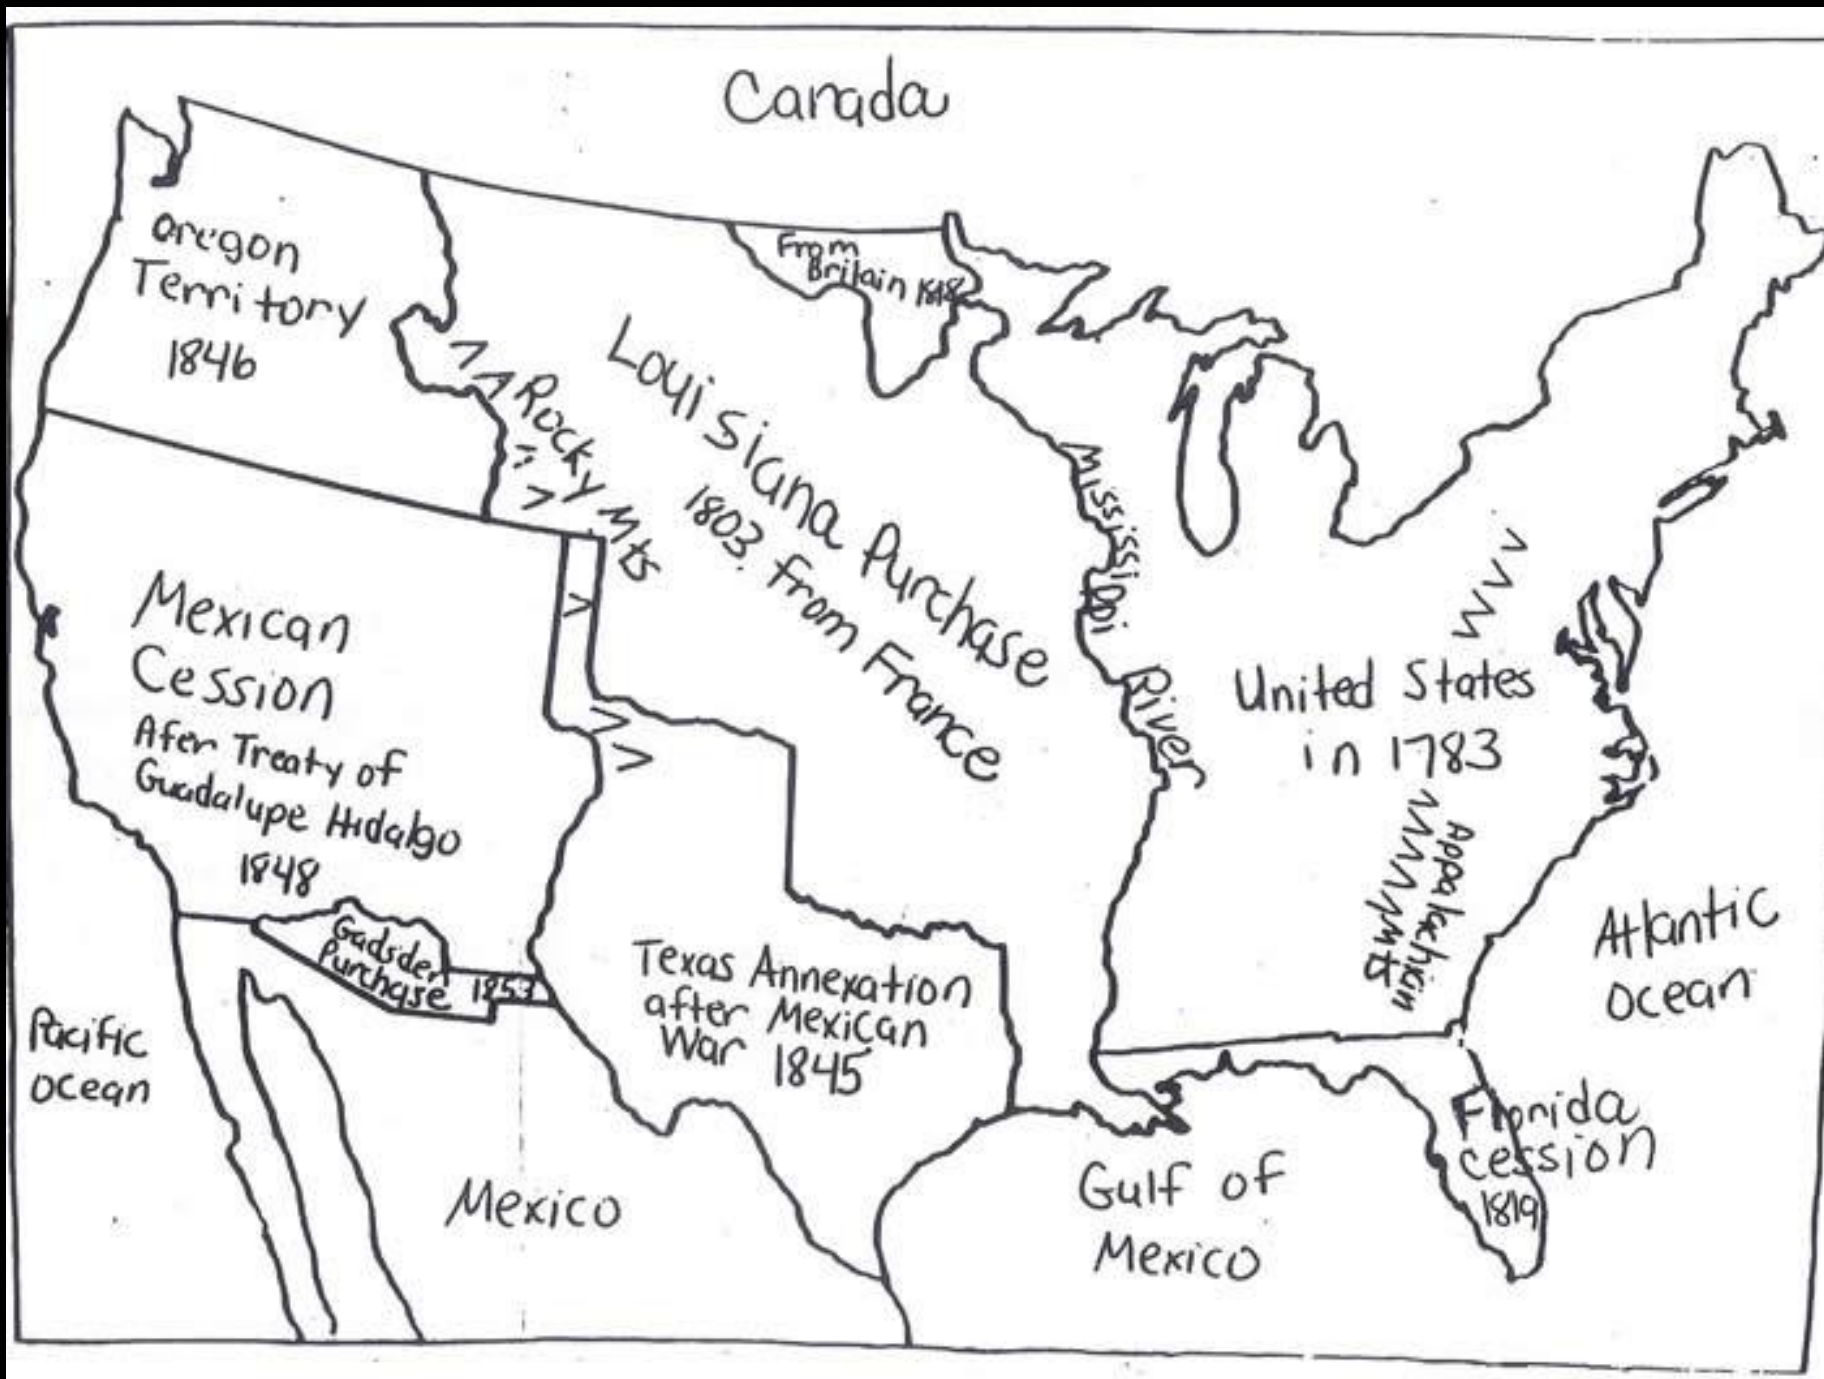 Canada
Oregon
Territory
1846
From
Britain 1818
Rocky Mts
Louisiana Purchase
1803. from France
Mississippi River
United States
in 1783
Appalachian
Mts
Mexican
Cession
Afer Treaty of
Guadalupe Hidalgo
1848
Gadsden
Purchase 1853
Texas Annexation
after Mexican
War 1845
Atlantic
ocean
Pacific
ocean
Mexico
Gulf of
Mexico
Florida
cession
1819